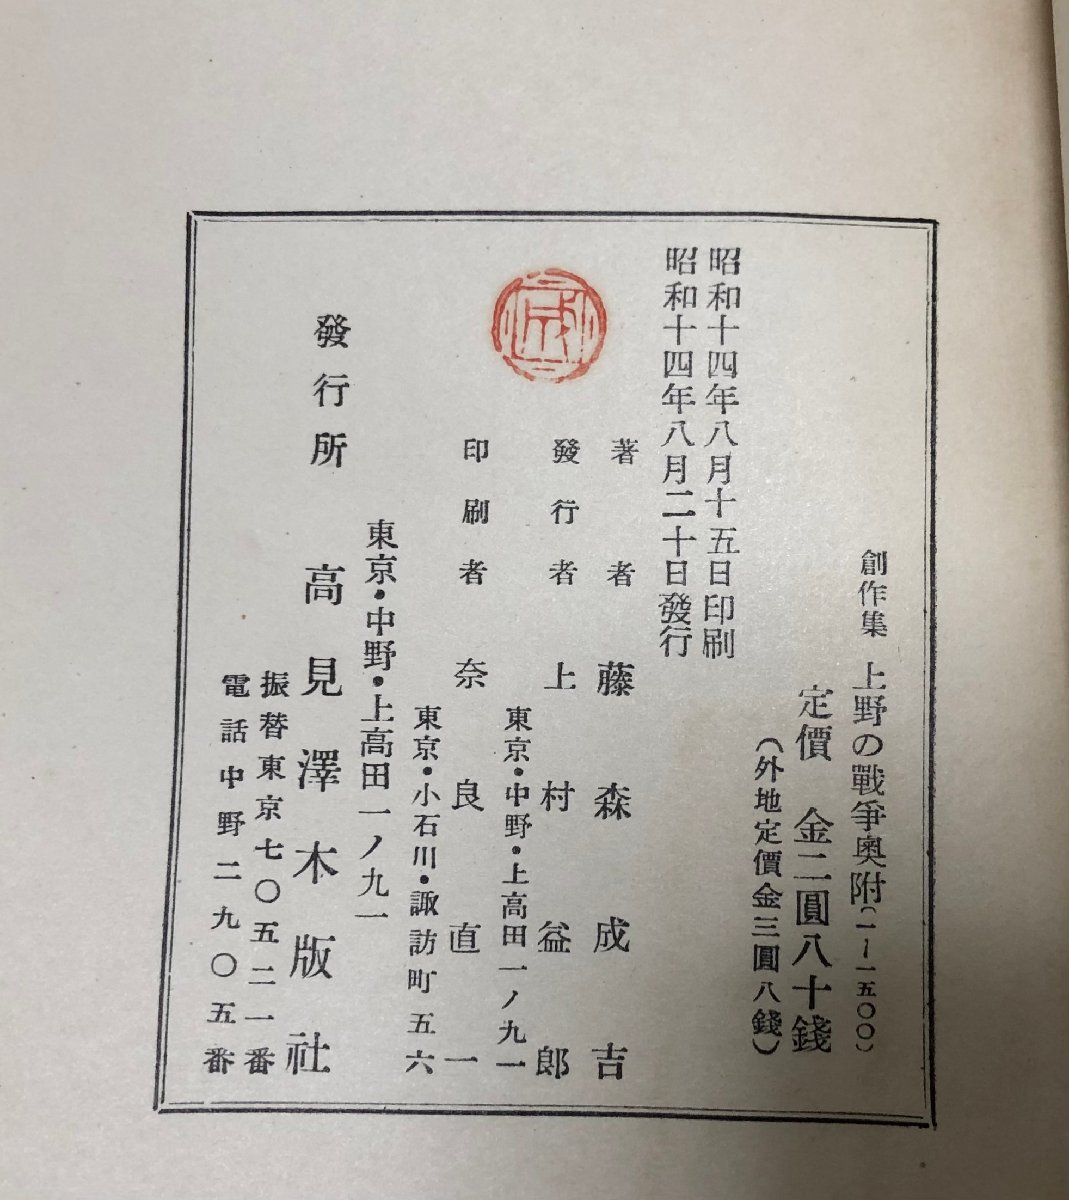 創作集 上野の戰爭奧附(一〜一五〇〇)
定價 金二圓八十錢
(外地定價金三圓八錢)
昭和十四年八月十五日印刷
昭和十四年八月二十日發行
著者 藤森成吉
發行者 上村益郎
東京・中野・上高田一ノ九一
印刷者 奈良直一
東京・小石川・諏訪町五六
東京・中野・上高田一ノ九一
發行所 高見澤木版社
振替東京七〇五二一番
電話中野二九〇五番